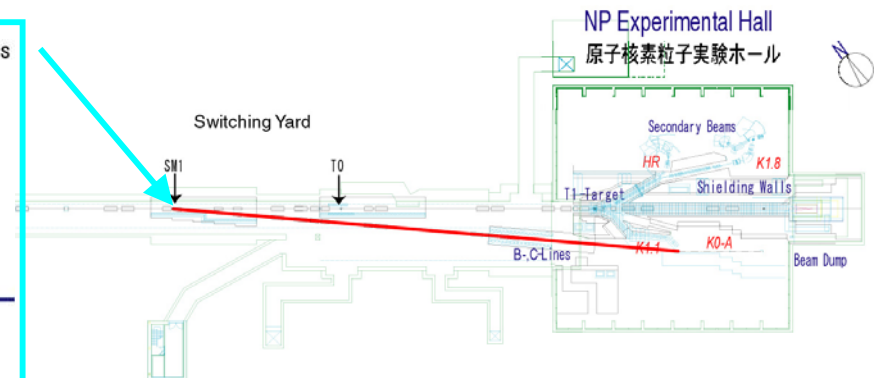 NP Experimental Hall
原子核素粒子実験ホール
N
s
Switching Yard
Secondary Beams
SM1
T0
HR
K1.8
T1 Target
Shielding Walls
B-,C-Lines
K1.1
K0-A
Beam Dump